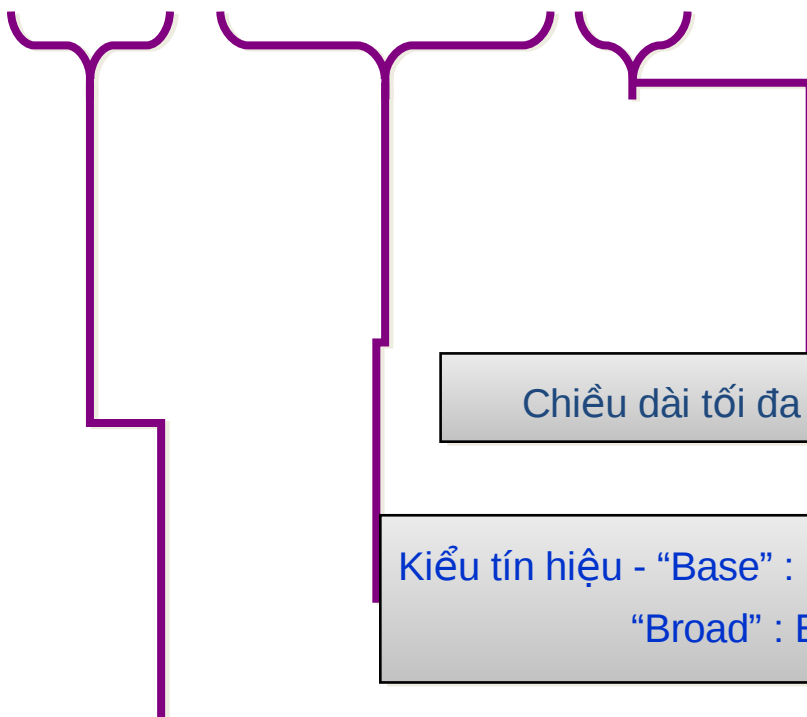 Chiều dài tối đa
Kiểu tín hiệu - “Base” :
“Broad” :